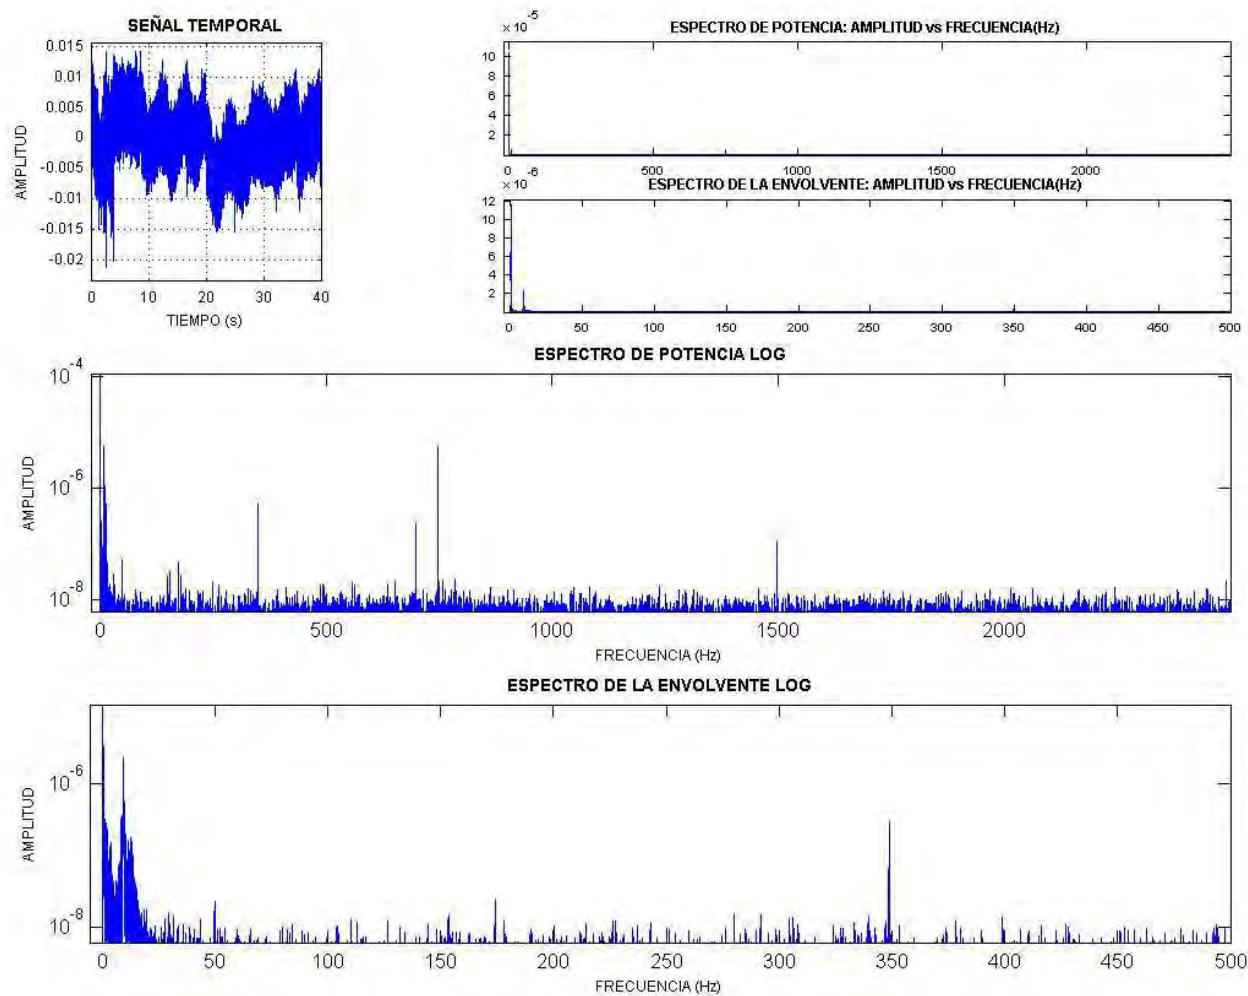 SEÑAL TEMPORAL
0.015
0.01
0.005
0
-0.005
-0.01
-0.015
-0.02
AMPLITUD
0 10 20 30 40
TIEMPO (s)
ESPECTRO DE POTENCIA: AMPLITUD vs FRECUENCIA(Hz)
x 10 -5
10
8
6
4
2
0 500 1000 1500 2000
ESPECTRO DE LA ENVOLVENTE: AMPLITUD vs FRECUENCIA(Hz)
x 10 -6
12
10
8
6
4
2
0 50 100 150 200 250 300 350 400 450 500
ESPECTRO DE POTENCIA LOG
10-4
10-6
10-8
AMPLITUD
0 500 1000 1500 2000
FRECUENCIA (Hz)
ESPECTRO DE LA ENVOLVENTE LOG
10-6
10-8
AMPLITUD
0 50 100 150 200 250 300 350 400 450 500
FRECUENCIA (Hz)